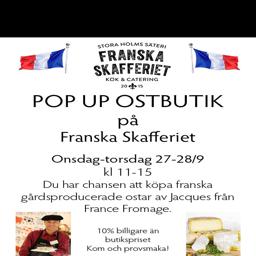 STORA HOLMS SÄTERI
FRANSKA
SKAFFERIET
KÖK & CATERING
2015
POP UP OSTBUTIK
på
Franska Skafferiet
Onsdag-torsdag 27-28/9
kl 11-15
Du har chansen att köpa franska
gårdsproducerade ostar av Jacques från
France Fromage.
10% billigare än
butikspriset
Kom och provsmaka!